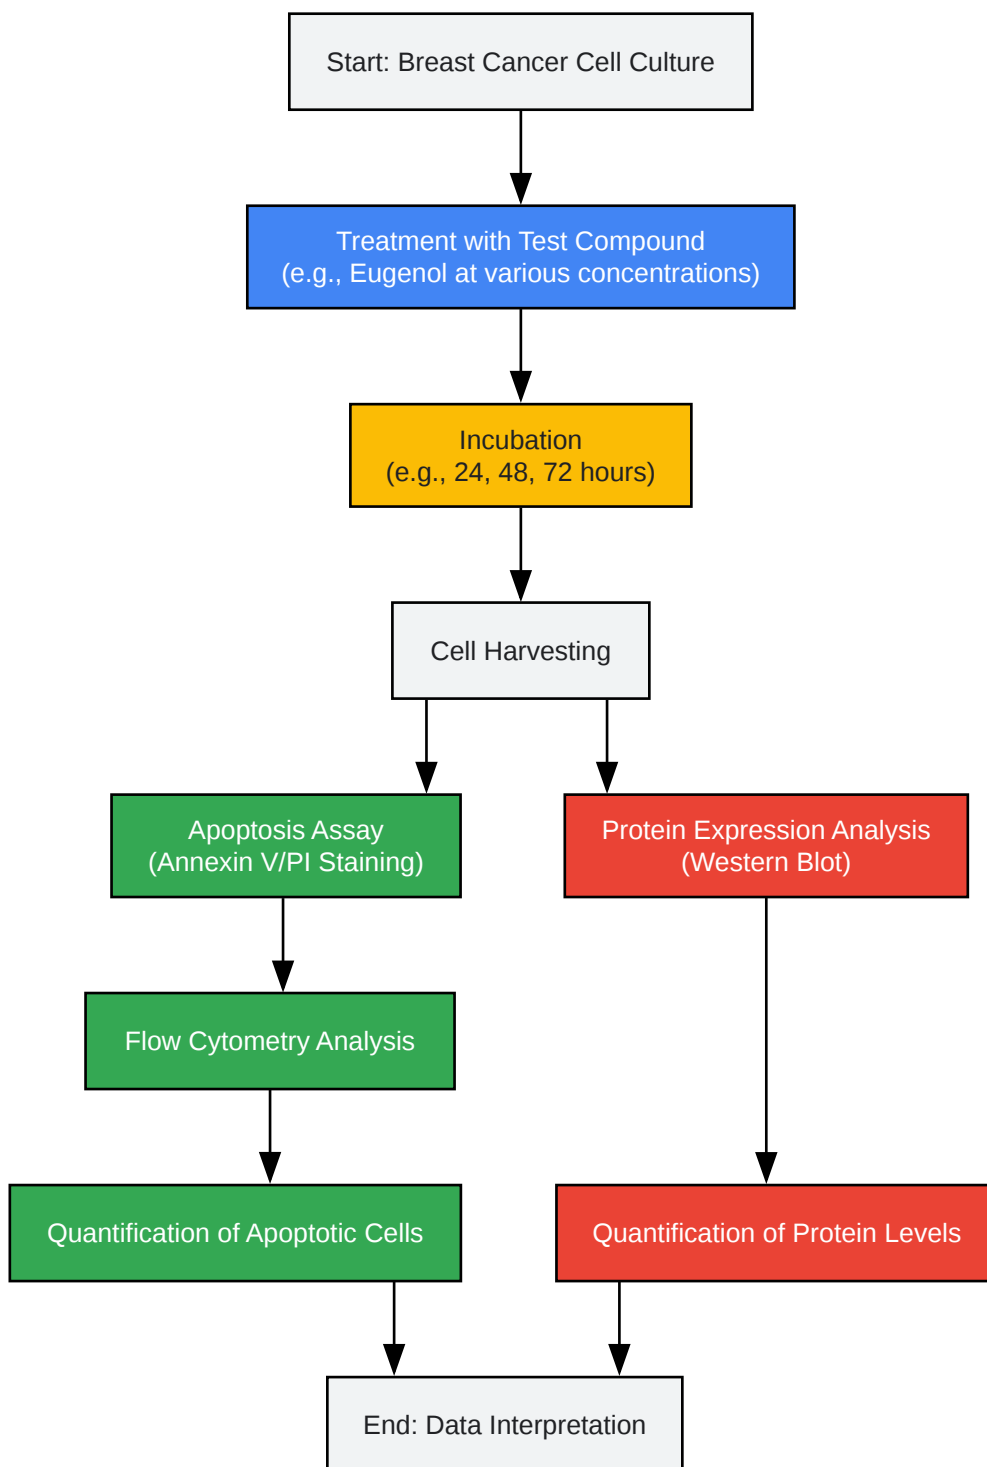 Start: Breast Cancer Cell Culture
Treatment with Test Compound
(e.g., Eugenol at various concentrations)
Incubation
(e.g., 24, 48, 72 hours)
Cell Harvesting
Apoptosis Assay
(Annexin V/PI Staining)
Protein Expression Analysis
(Western Blot)
Flow Cytometry Analysis
Quantification of Apoptotic Cells
Quantification of Protein Levels
End: Data Interpretation